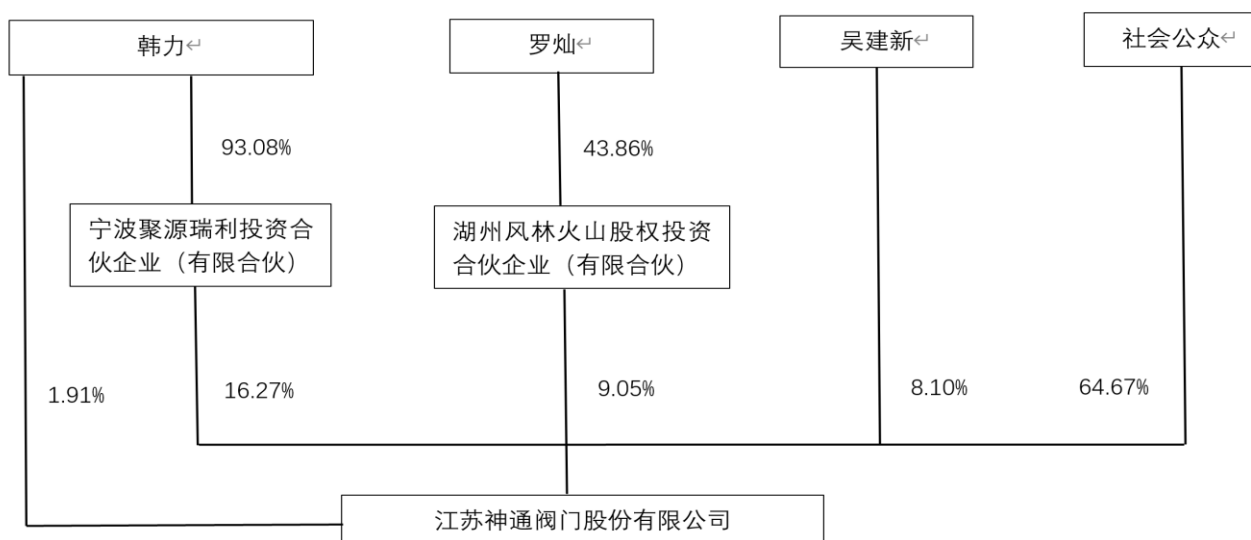 韩力↵
罗灿↵
吴建新↵
社会公众↵
93.08%
43.86%
宁波聚源瑞利投资合
伙企业（有限合伙）
湖州风林火山股权投资
合伙企业（有限合伙）
1.91%
16.27%
9.05%
8.10%
64.67%
江苏神通阀门股份有限公司